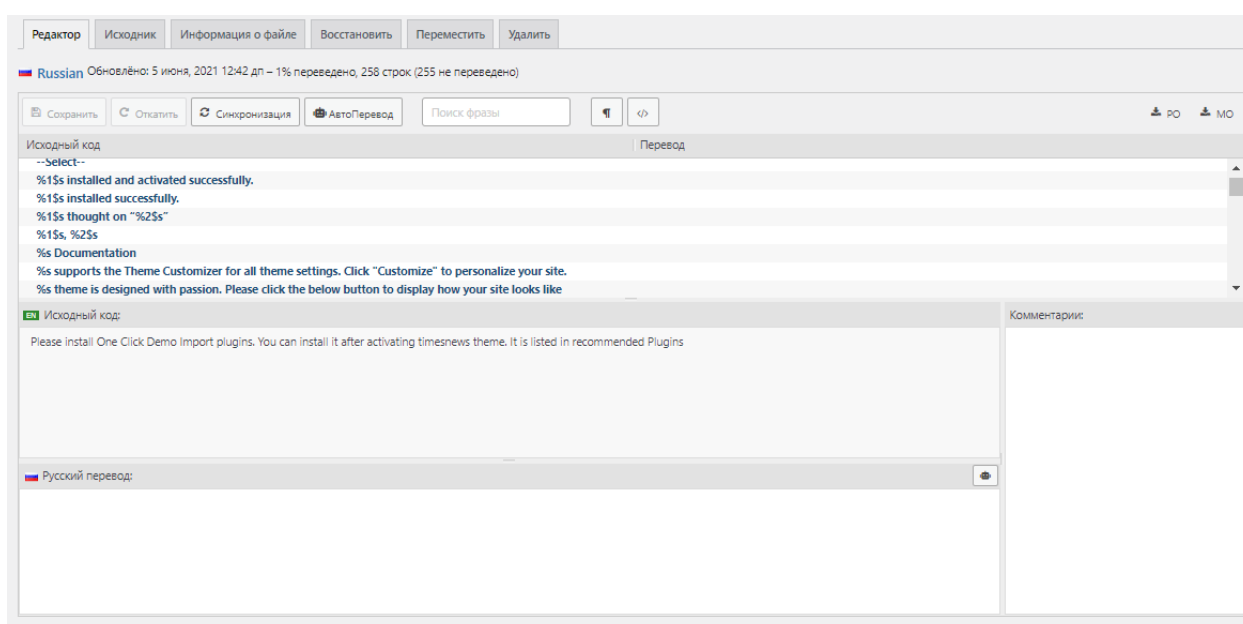 Редактор Исходник Информация о файле Восстановить Переместить Удалить
Russian Обновлёно: 5 июня, 2021 12:42 дп – 1% переведено, 258 строк (255 не переведено)
Сохранить Откатить Синхронизация АвтоПеревод Поиск фразы ¶ </> PO MO
Исходный код Перевод
--Select--
%1$s installed and activated successfully.
%1$s installed successfully.
%1$s thought on “%2$s”
%1$s, %2$s
%s Documentation
%s supports the Theme Customizer for all theme settings. Click "Customize" to personalize your site.
%s theme is designed with passion. Please click the below button to display how your site looks like
EN Исходный код: Комментарии:
Please install One Click Demo Import plugins. You can install it after activating timesnews theme. It is listed in recommended Plugins
Русский перевод: